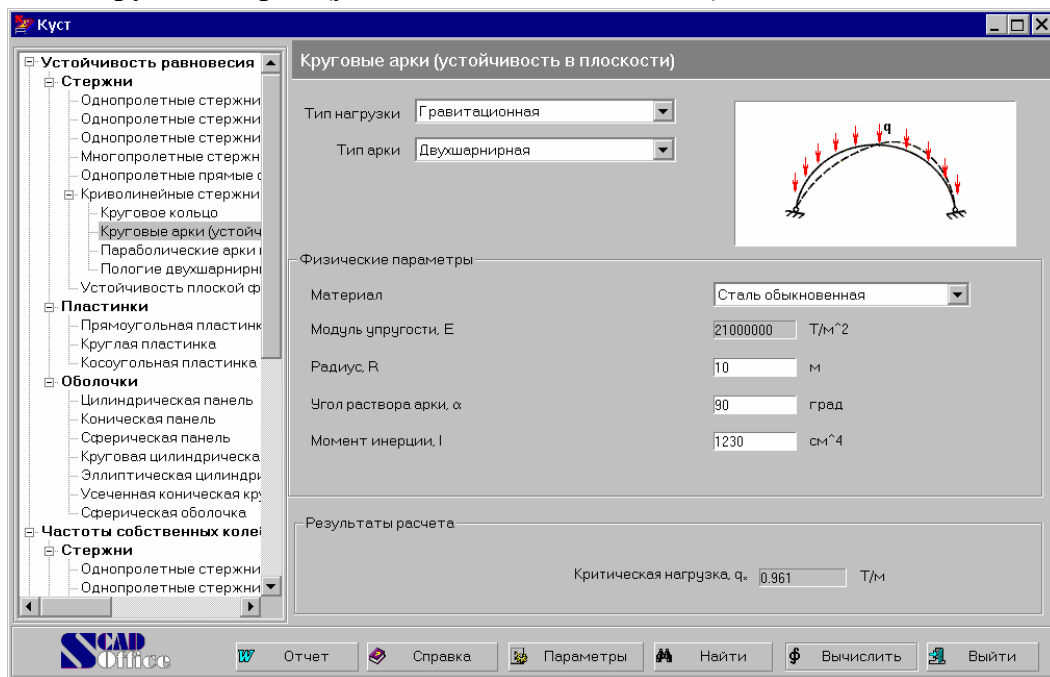 Куст
Устойчивость равновесия
Стержни
Однопролетные стержни
Однопролетные стержни
Однопролетные стержни
Многопролетные стержн
Однопролетные прямые с
Криволинейные стержни
Круговое кольцо
Круговые арки (устойч
Параболические арки
Пологие двухшарнирн
Устойчивость плоской ф
Пластинки
Прямоугольная пластинк
Круглая пластинка
Косоугольная пластинка
Оболочки
Цилиндрическая панель
Коническая панель
Сферическая панель
Круговая цилиндрическа
Эллиптическая цилиндр
Усеченная коническая кр
Сферическая оболочка
Частоты собственных коле
Стержни
Однопролетные стержни
Однопролетные стержни
Круговые арки (устойчивость в плоскости)
Тип нагрузки Гравитационная
Тип арки Двухшарнирная
q
Физические параметры
Материал Сталь обыкновенная
Модуль упругости, E 21000000 Т/м^2
Радиус, R 10 м
Угол раствора арки, α 90 град
Момент инерции, I 1230 см^4
Результаты расчета
Критическая нагрузка, q* 0.961 Т/м
SCAD Office
Отчет Справка Параметры Найти Вычислить Выйти